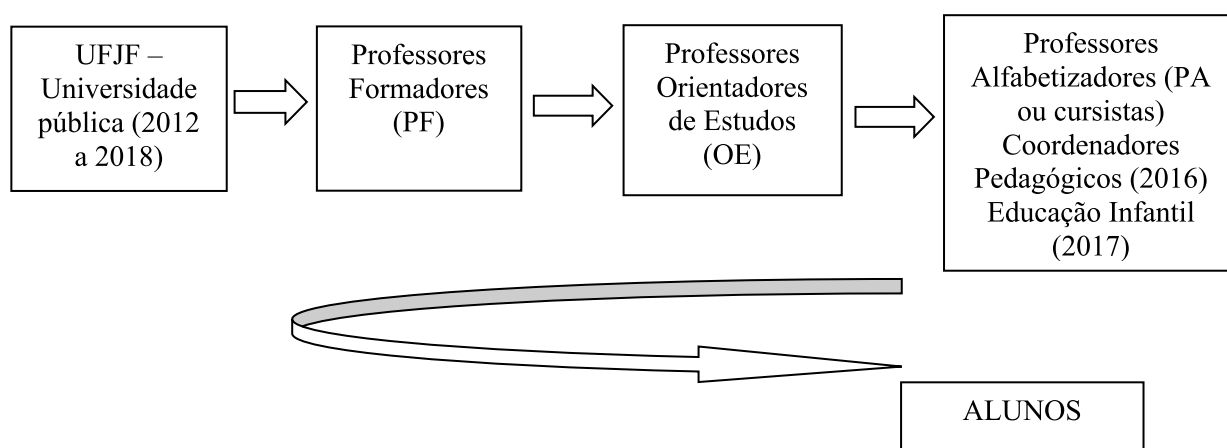 UFJF –
Universidade
pública (2012
a 2018)
Professores
Formadores
(PF)
Professores
Orientadores
de Estudos
(OE)
Professores
Alfabetizadores (PA
ou cursistas)
Coordenadores
Pedagógicos (2016)
Educação Infantil
(2017)
ALUNOS